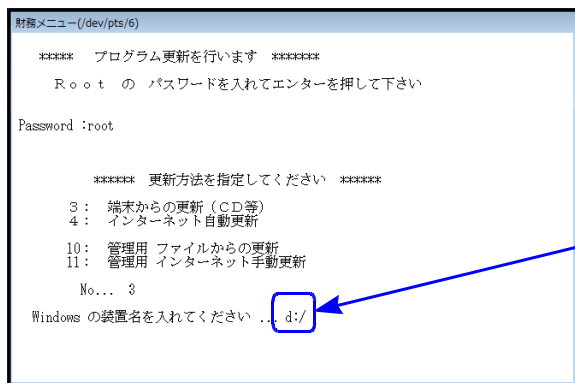 財務メニュー(/dev/pts/6)
***** プログラム更新を行います *******
Ｒｏｏｔ の パスワードを入れてエンターを押して下さい
Password :root
****** 更新方法を指定してください ******
３： 端末からの更新（ＣＤ等）
４： インターネット自動更新
10： 管理用 ファイルからの更新
11： 管理用 インターネット手動更新
No... 3
Windows の装置名を入れてください ... d:/